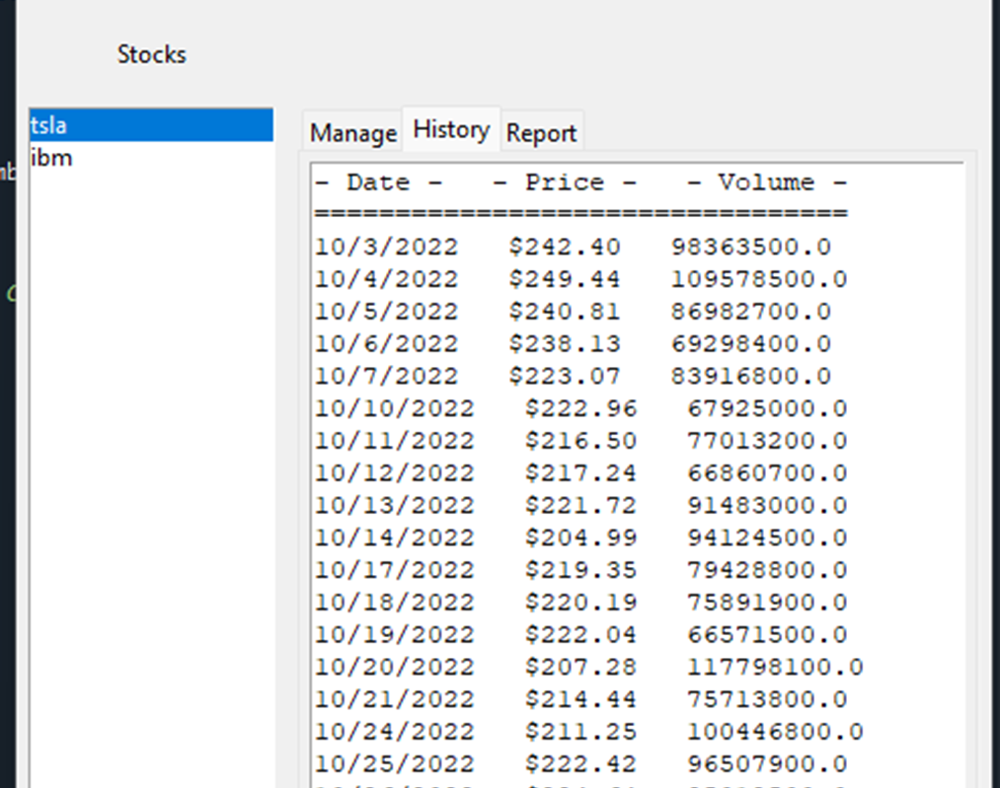 Stocks
tsla
ibm
Manage History Report
- Date -   - Price -   - Volume -
=================================
10/3/2022   $242.40   98363500.0
10/4/2022   $249.44   109578500.0
10/5/2022   $240.81   86982700.0
10/6/2022   $238.13   69298400.0
10/7/2022   $223.07   83916800.0
10/10/2022   $222.96   67925000.0
10/11/2022   $216.50   77013200.0
10/12/2022   $217.24   66860700.0
10/13/2022   $221.72   91483000.0
10/14/2022   $204.99   94124500.0
10/17/2022   $219.35   79428800.0
10/18/2022   $220.19   75891900.0
10/19/2022   $222.04   66571500.0
10/20/2022   $207.28   117798100.0
10/21/2022   $214.44   75713800.0
10/24/2022   $211.25   100446800.0
10/25/2022   $222.42   96507900.0